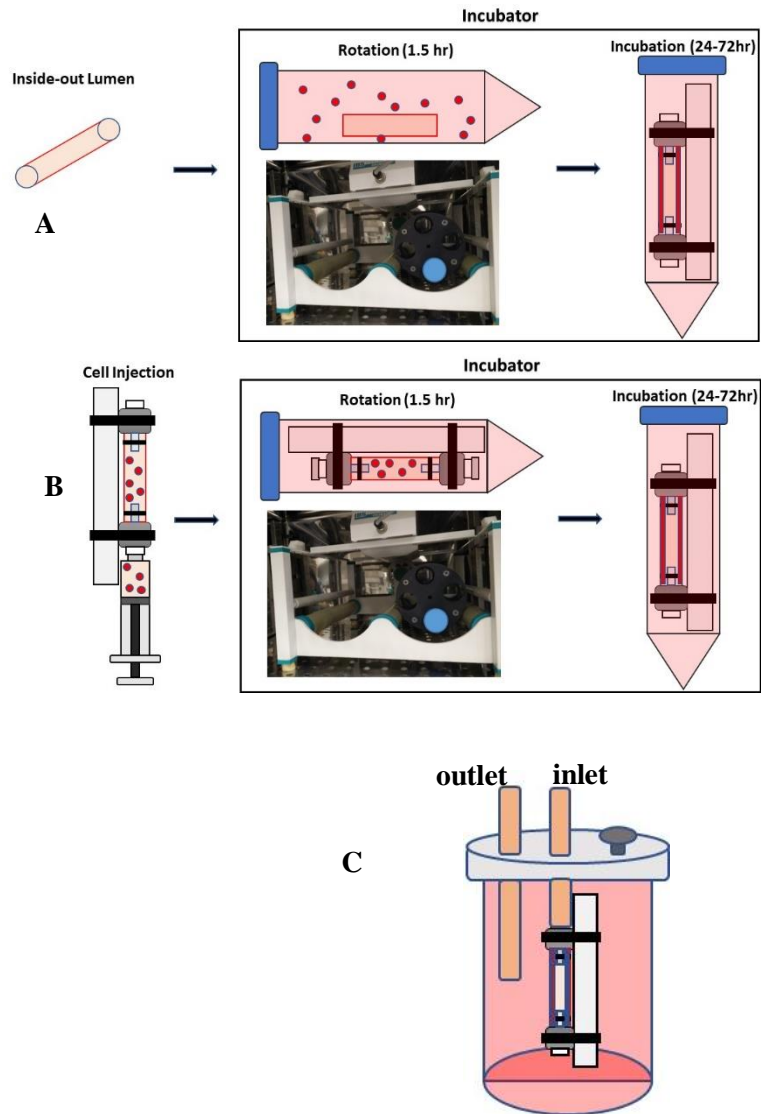 Incubator
Inside-out Lumen
Rotation (1.5 hr)
Incubation (24-72hr)
A
Cell Injection
Incubator
Rotation (1.5 hr)
Incubation (24-72hr)
B
outlet inlet
C